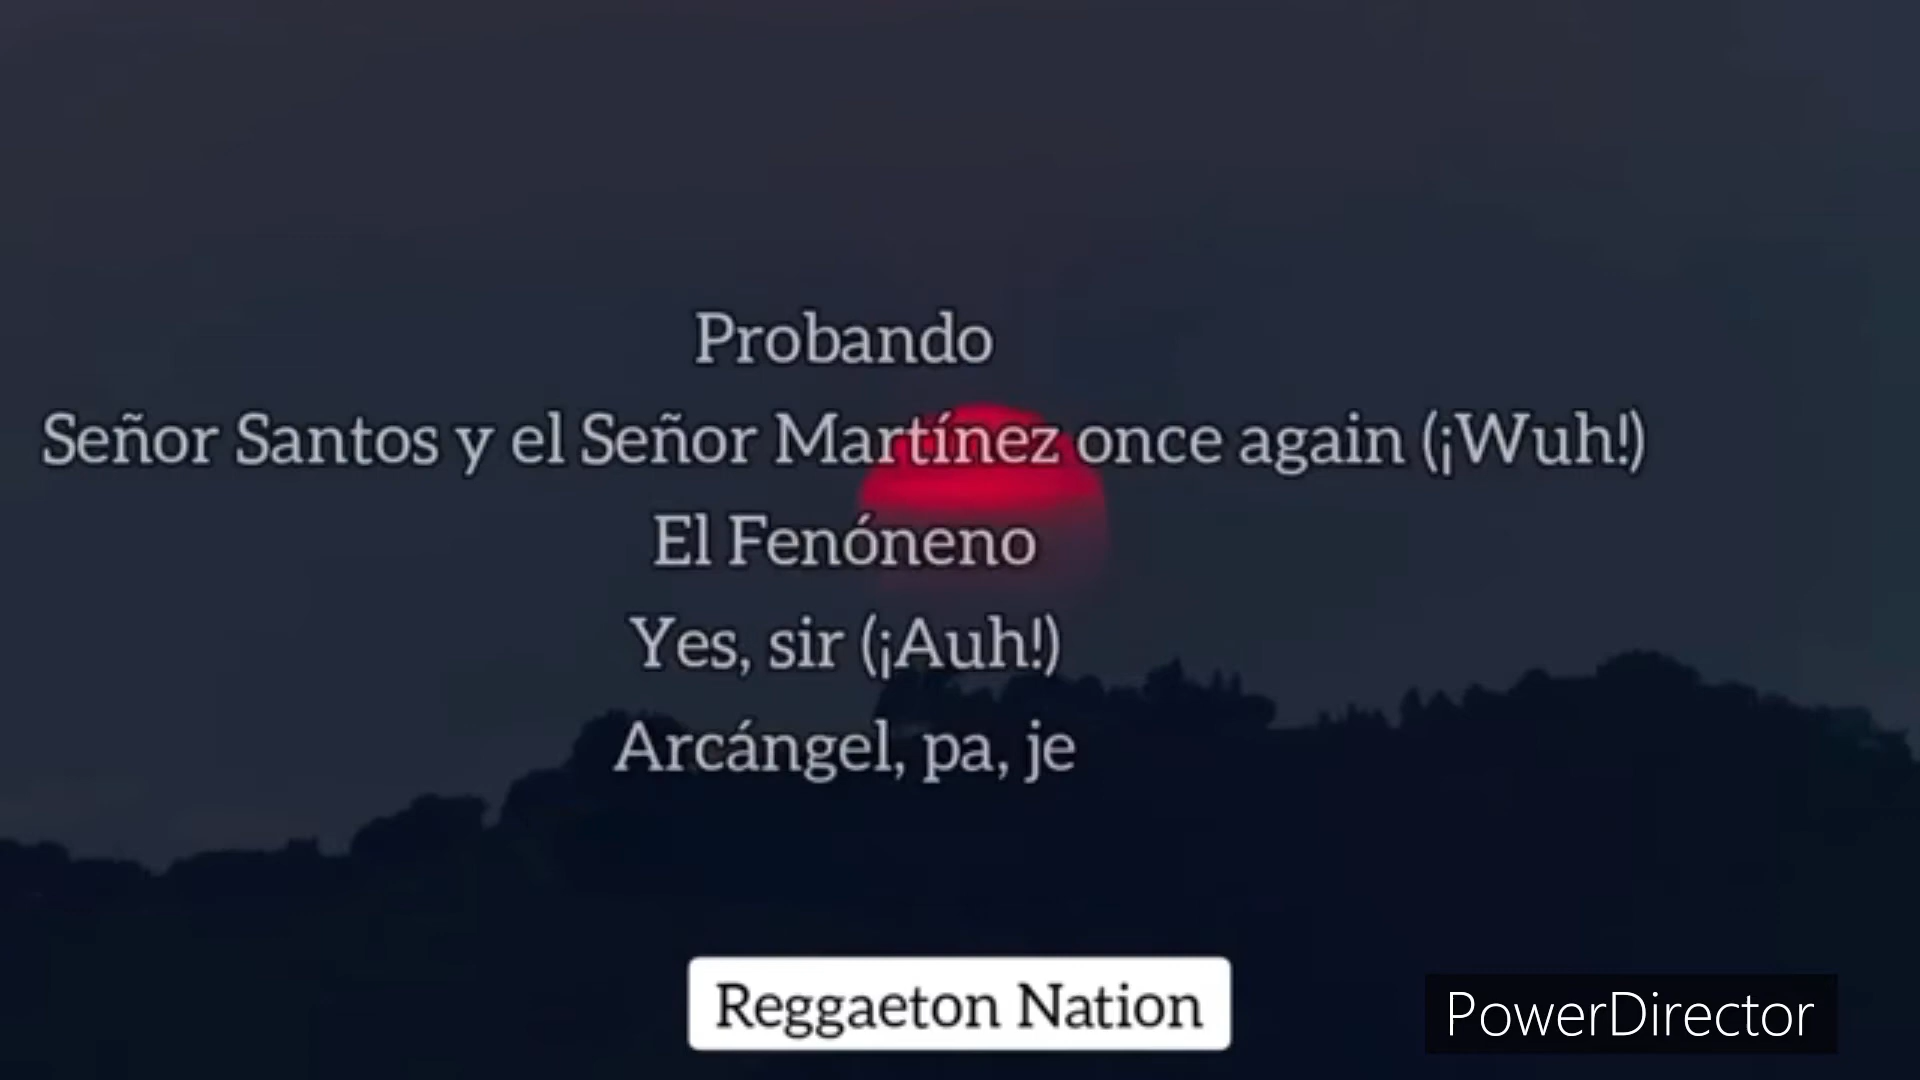 Probando
Señor Santos y el Señor Martínez once again (¡Wuh!)
El Fenóneno
Yes, sir (¡Auh!)
Arcángel, pa, je
Reggaeton Nation
PowerDirector